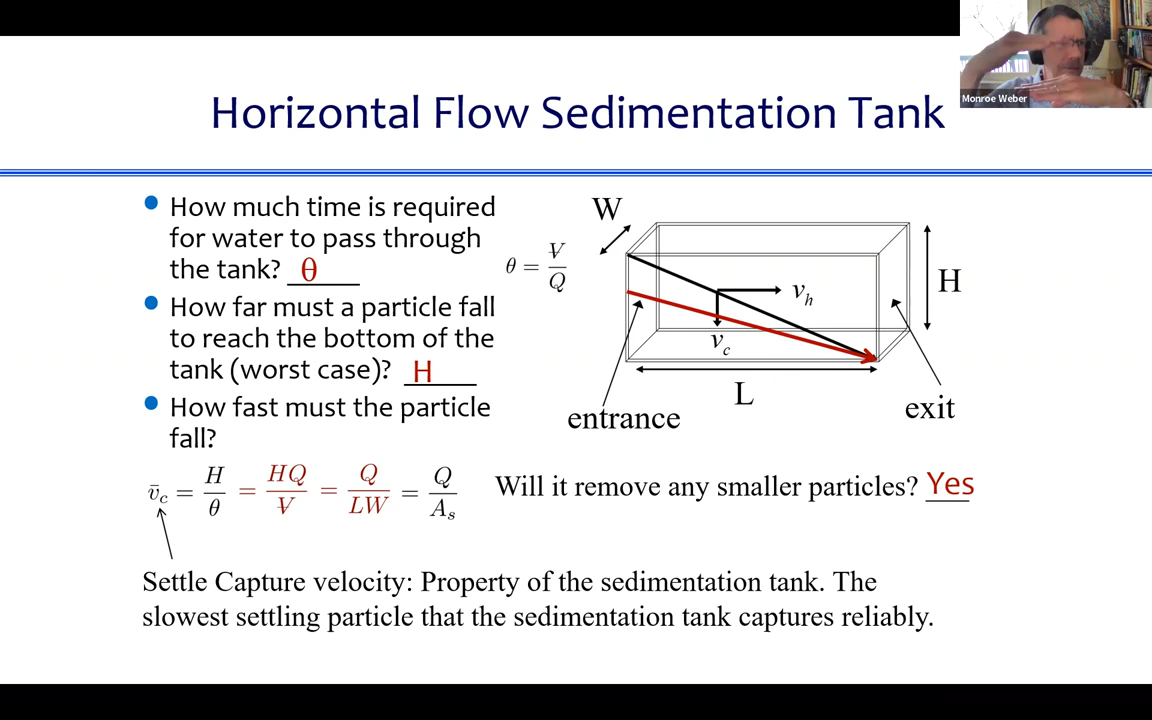 Monroe Weber
Horizontal Flow Sedimentation Tank
• How much time is required
for water to pass through
the tank? θ
θ = V̶/Q
• How far must a particle fall
to reach the bottom of the
tank (worst case)? H
• How fast must the particle
fall?
W
H
v_h
v_c
L
entrance
exit
v̄_c = H/θ = HQ/V̶ = Q/LW = Q/A_s
Will it remove any smaller particles? Yes
Settle Capture velocity: Property of the sedimentation tank. The
slowest settling particle that the sedimentation tank captures reliably.